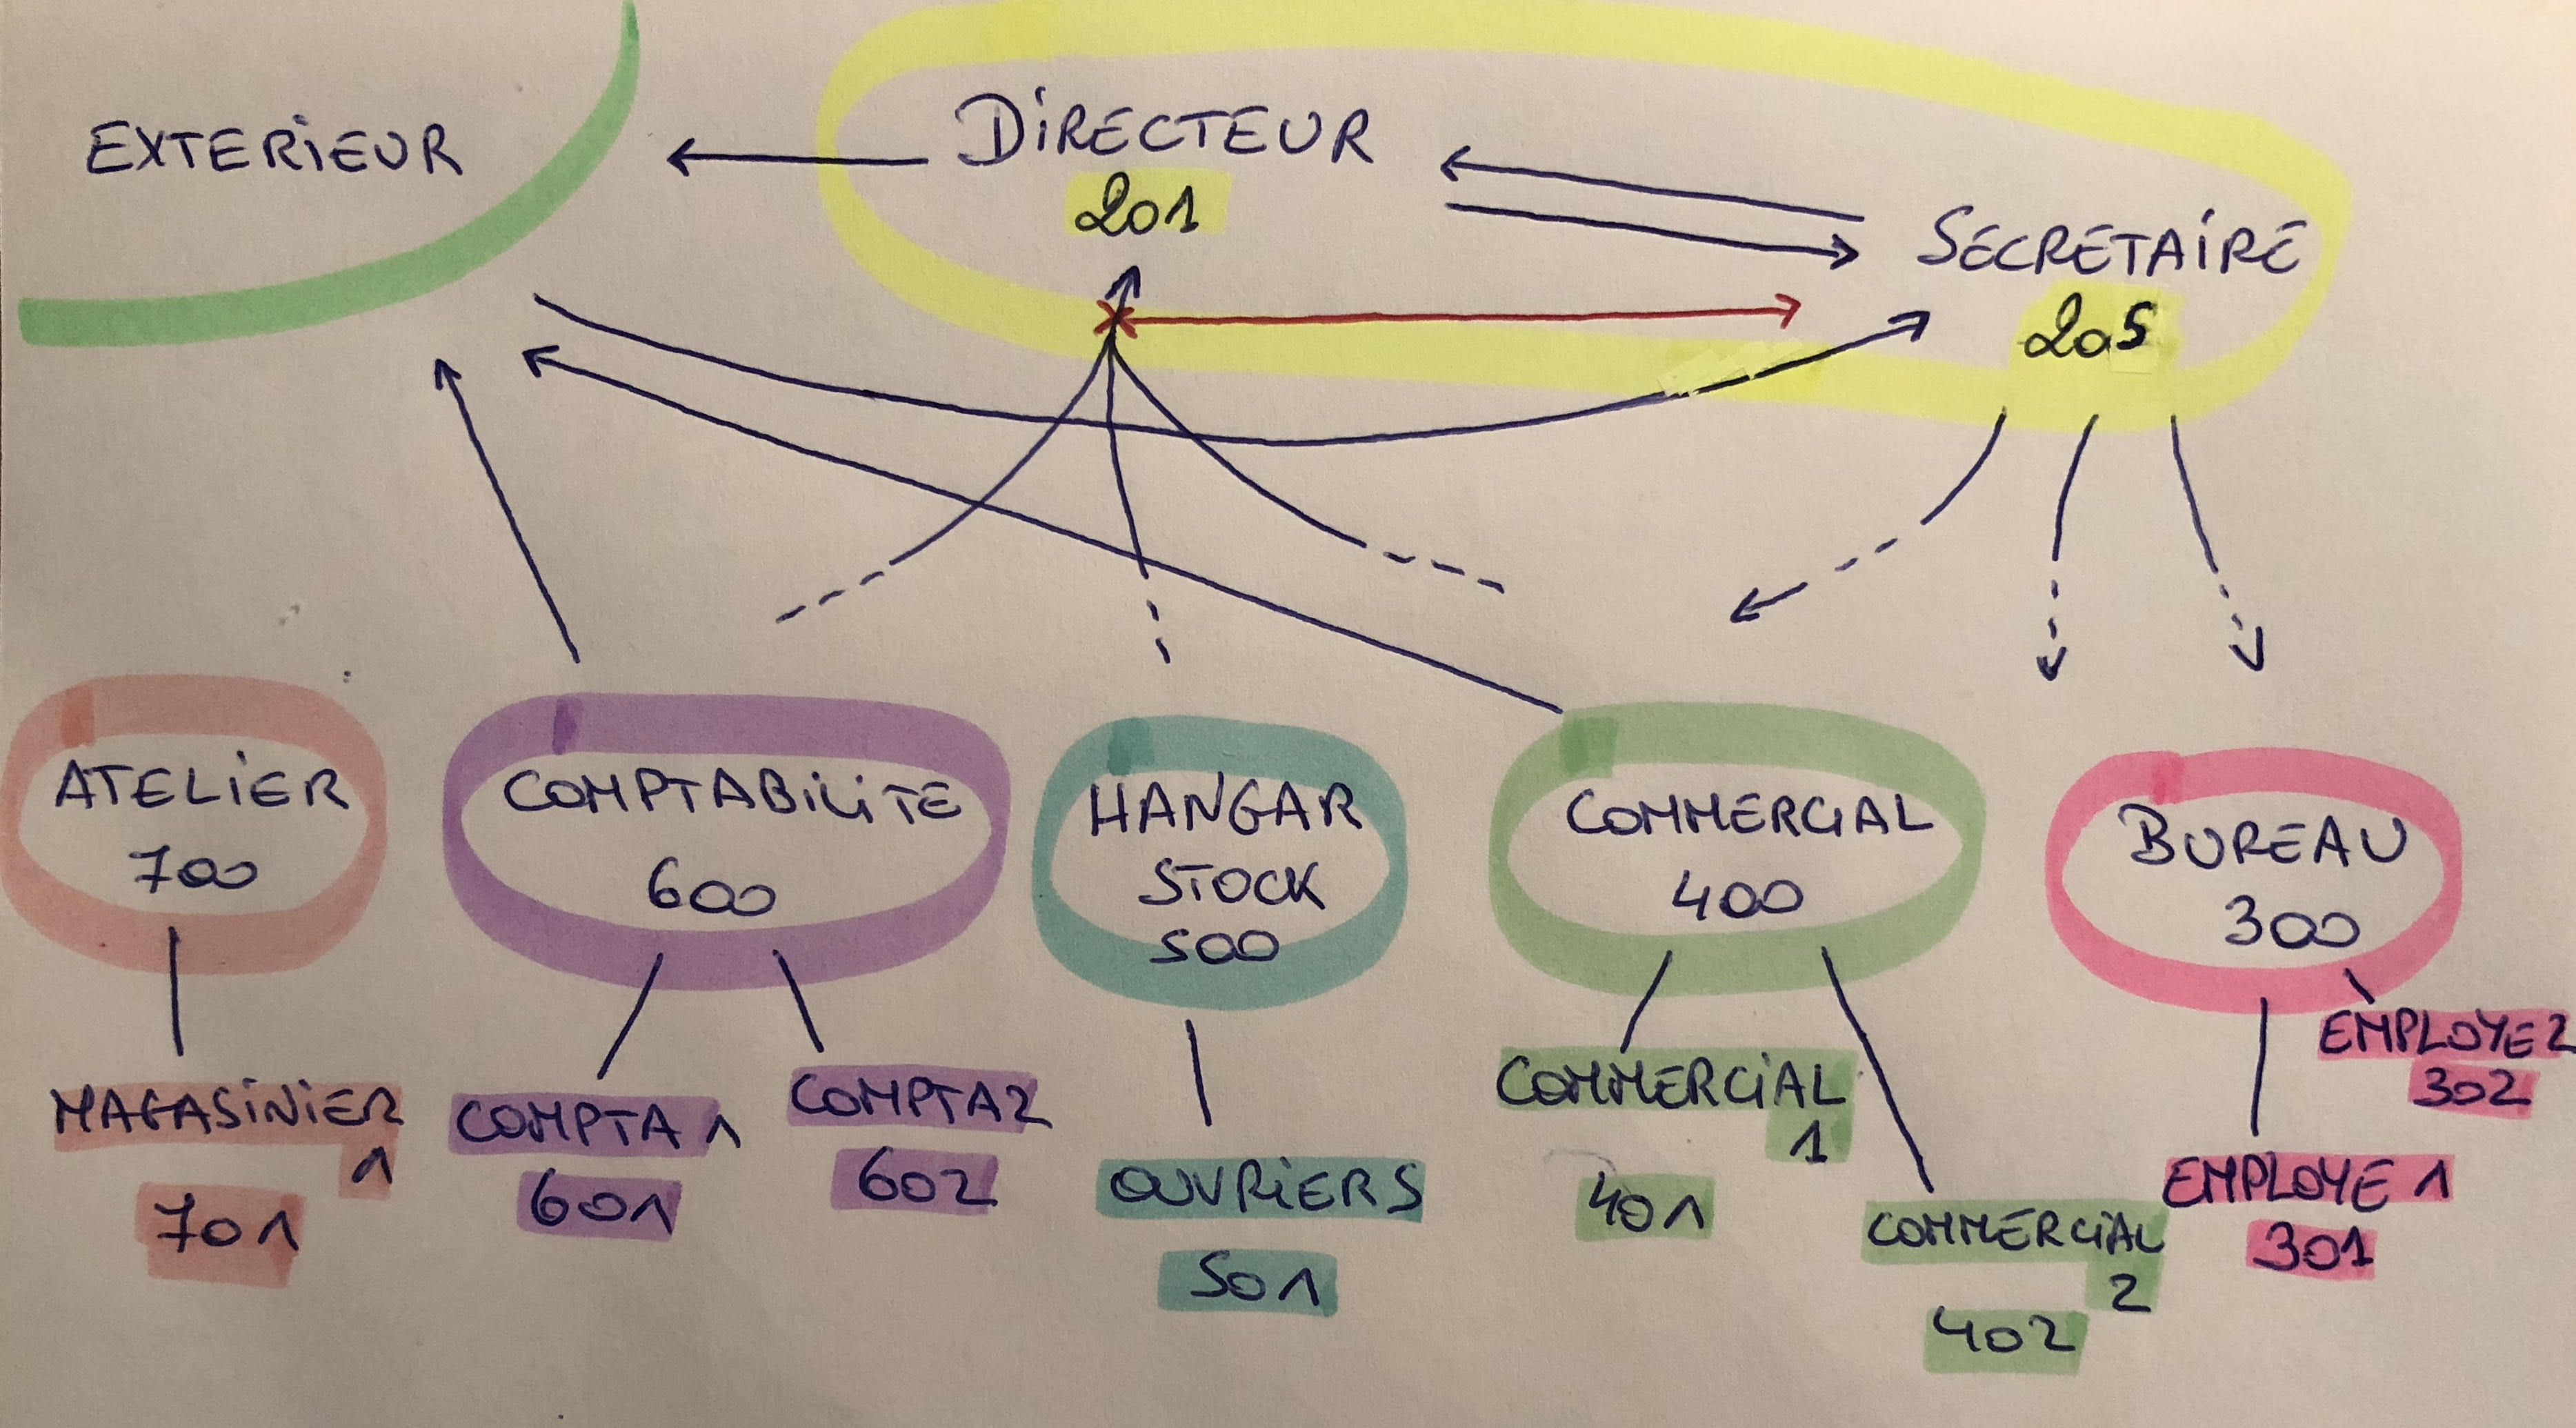 EXTERIEUR
DIRECTEUR
201
SECRETAIRE
205
ATELIER
700
COMPTABILITE
600
HANGAR
STOCK
500
COMMERCIAL
400
BUREAU
300
MAGASINIER
1
701
COMPTA 1
601
COMPTA2
602
OUVRIERS
501
COMMERCIAL
1
401
COMMERCIAL
2
402
EMPLOYE 1
301
EMPLOYE2
302